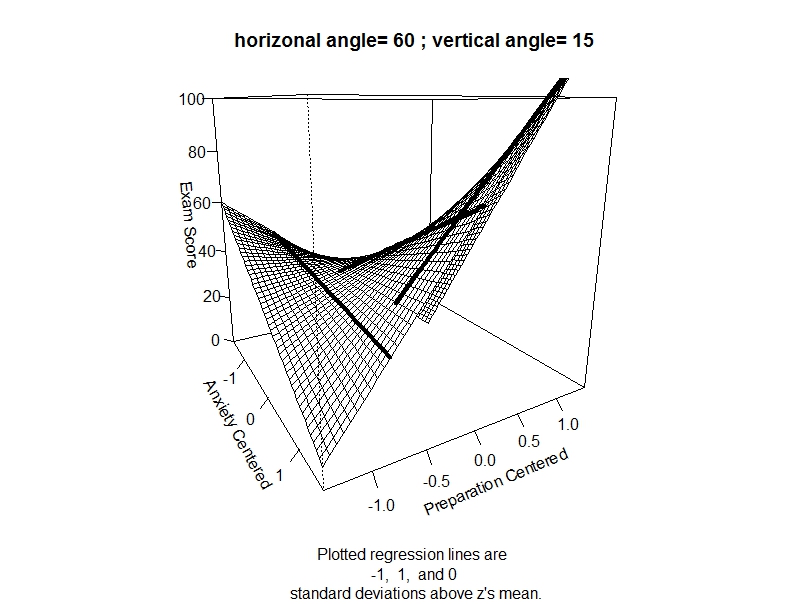 horizonal angle= 60 ; vertical angle= 15
100
80
60
40
20
0
Exam Score
-1
0
1
Anxiety Centered
-1.0
-0.5
0.0
0.5
1.0
Preparation Centered
Plotted regression lines are
-1, 1, and 0
standard deviations above z's mean.